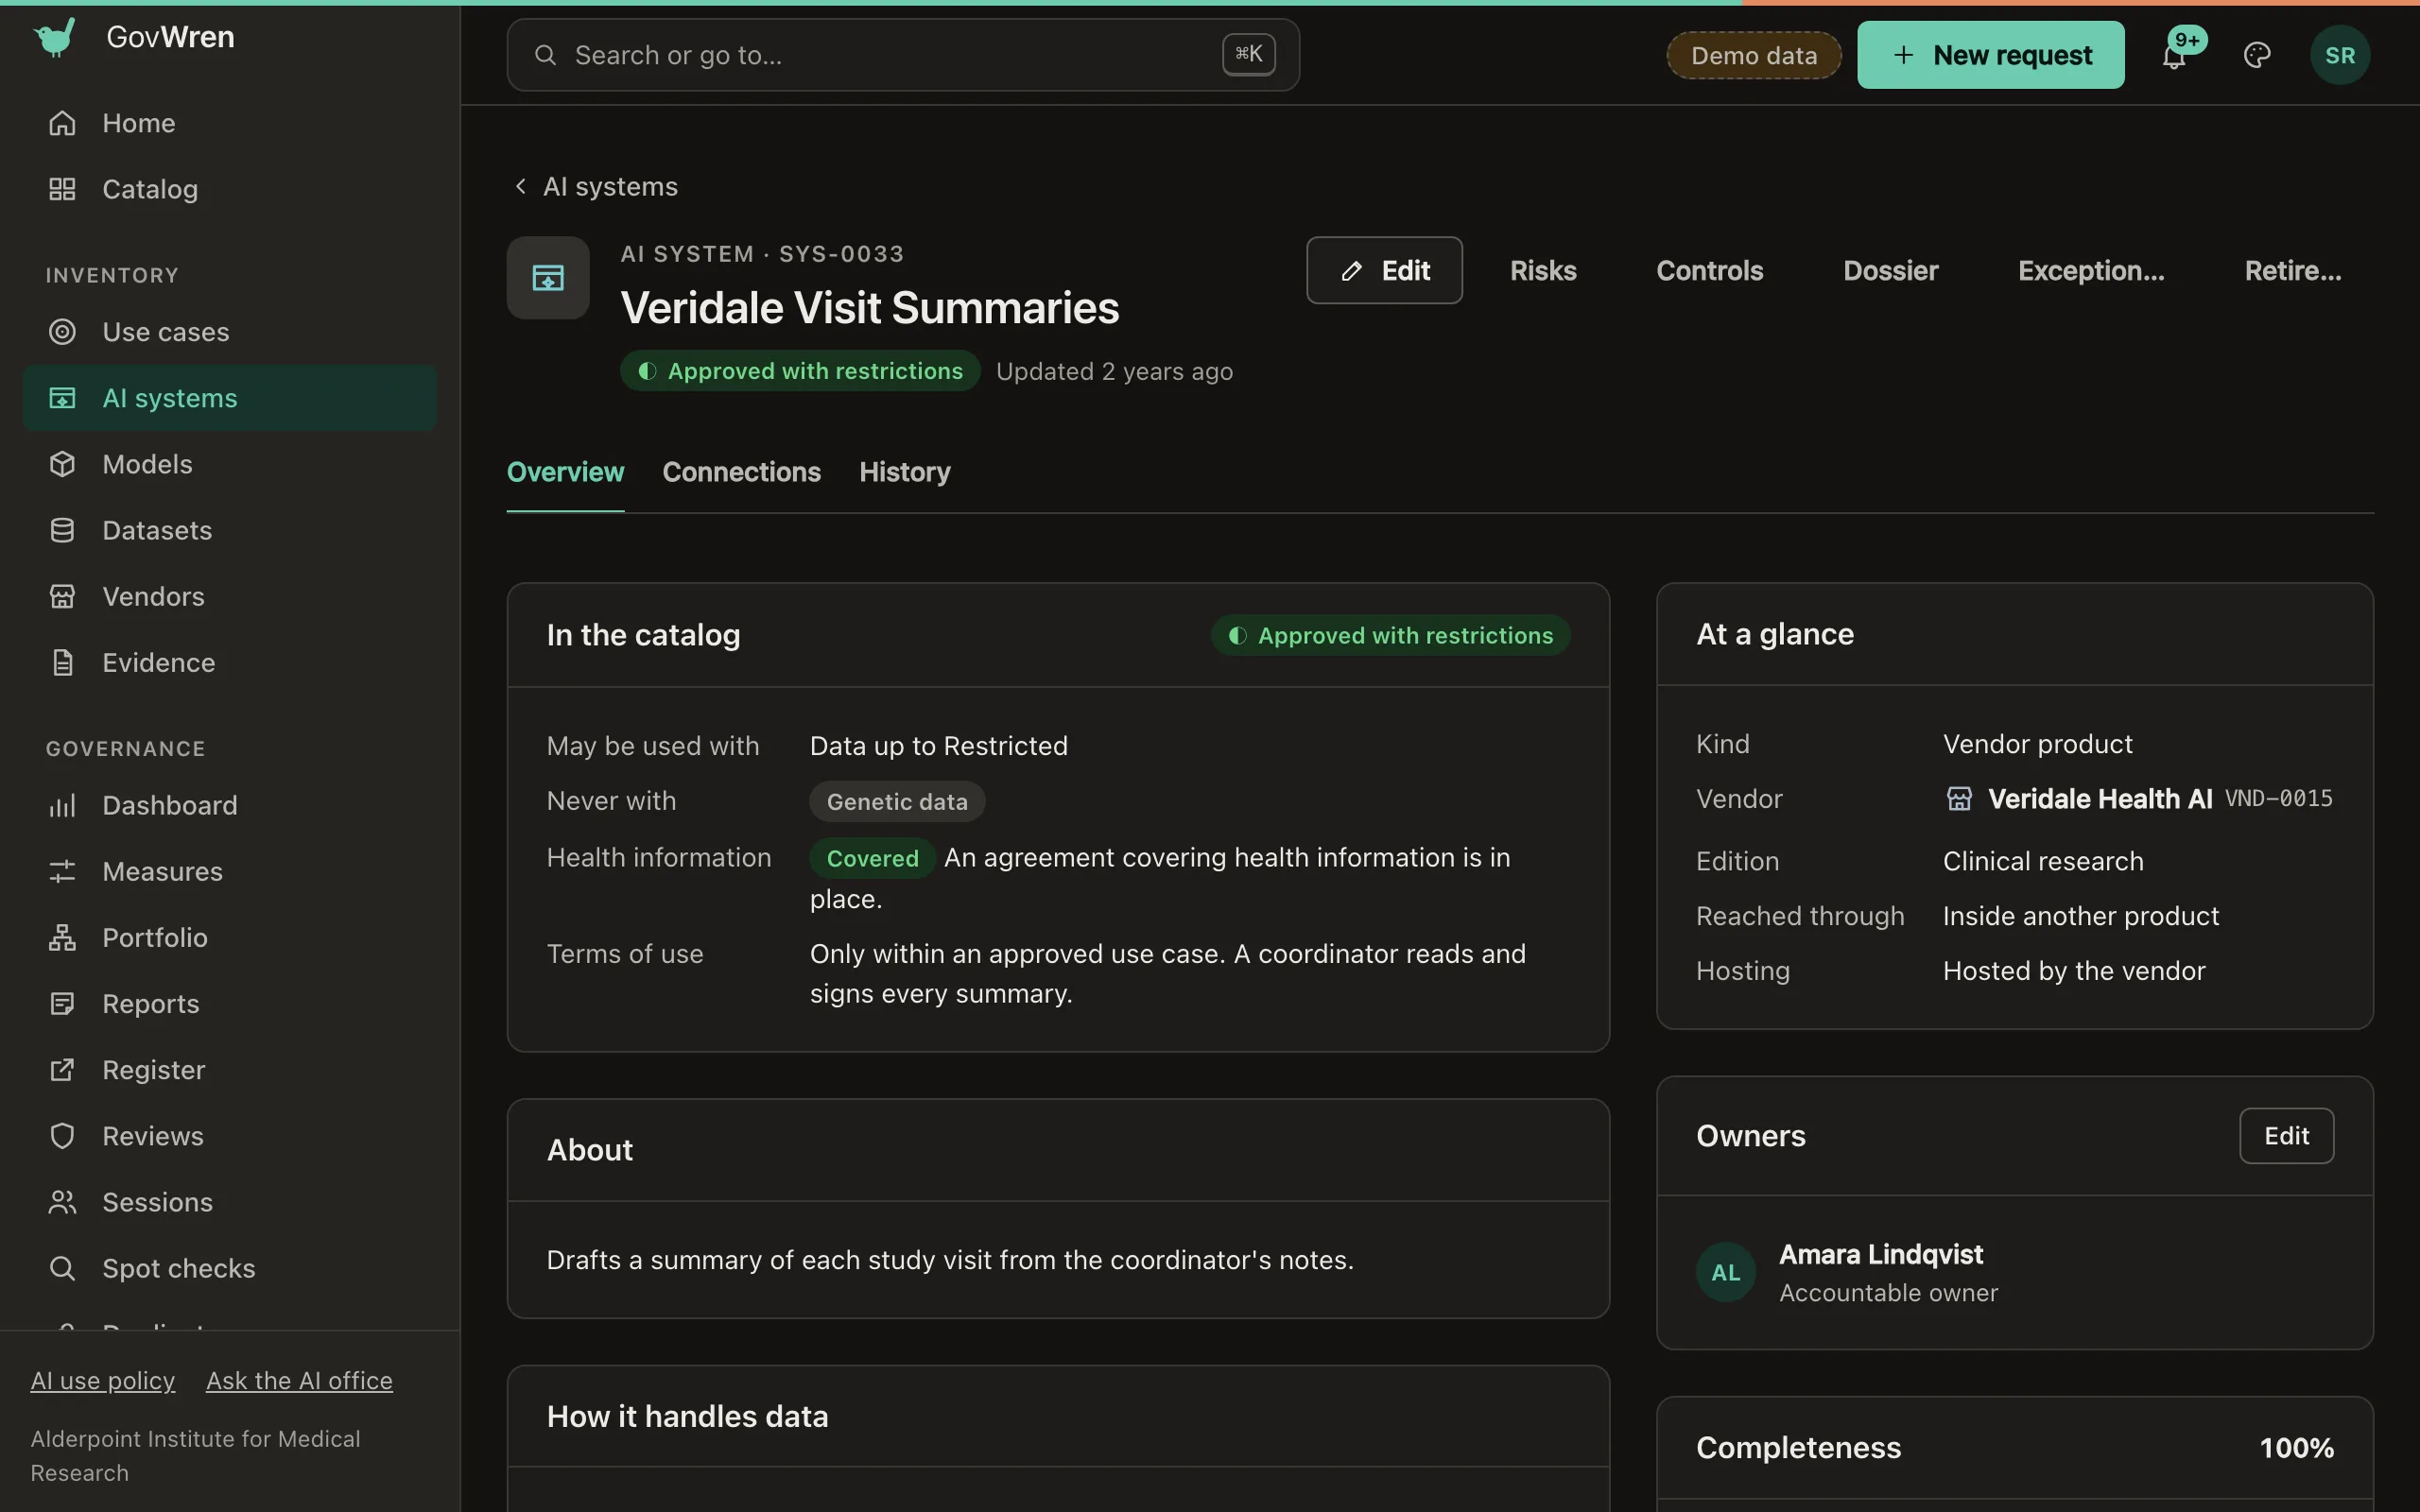 GovWren
Search or go to...
⌘K
Demo data
New request
9+
SR
Home
Catalog
INVENTORY
Use cases
AI systems
Models
Datasets
Vendors
Evidence
GOVERNANCE
Dashboard
Measures
Portfolio
Reports
Register
Reviews
Sessions
Spot checks
AI use policy
Ask the AI office
Alderpoint Institute for Medical
Research
AI systems
AI SYSTEM · SYS-0033
Veridale Visit Summaries
Approved with restrictions
Updated 2 years ago
Edit
Risks
Controls
Dossier
Exception...
Retire...
Overview
Connections
History
In the catalog
Approved with restrictions
May be used with
Data up to Restricted
Never with
Genetic data
Health information
Covered An agreement covering health information is in
place.
Terms of use
Only within an approved use case. A coordinator reads and
signs every summary.
About
Drafts a summary of each study visit from the coordinator's notes.
How it handles data
At a glance
Kind
Vendor product
Vendor
Veridale Health AI VND-0015
Edition
Clinical research
Reached through
Inside another product
Hosting
Hosted by the vendor
Owners
Edit
AL
Amara Lindqvist
Accountable owner
Completeness
100%